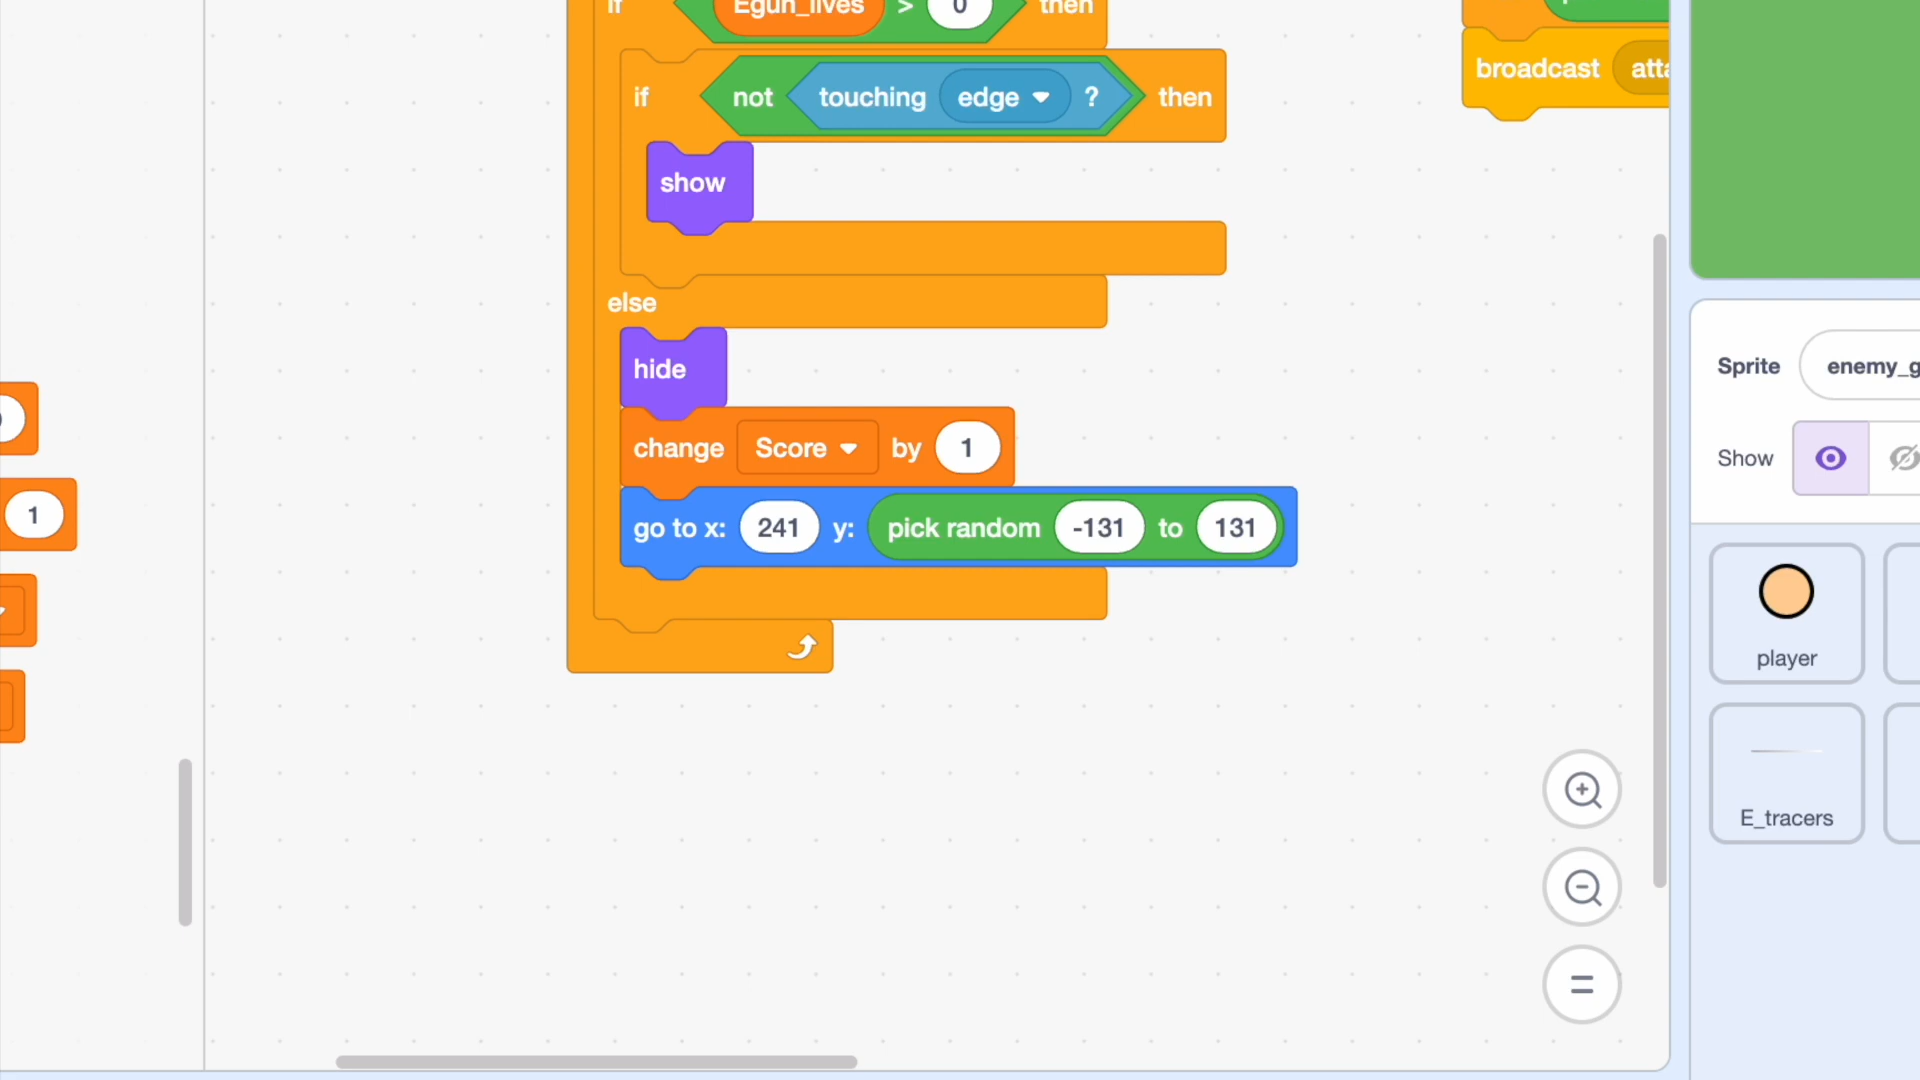 if Egun_lives > 0 then
broadcast
if not touching edge ? then
show
else
hide
change Score by 1
go to x: 241 y: pick random -131 to 131
1
Sprite
Show
player
E_tracers